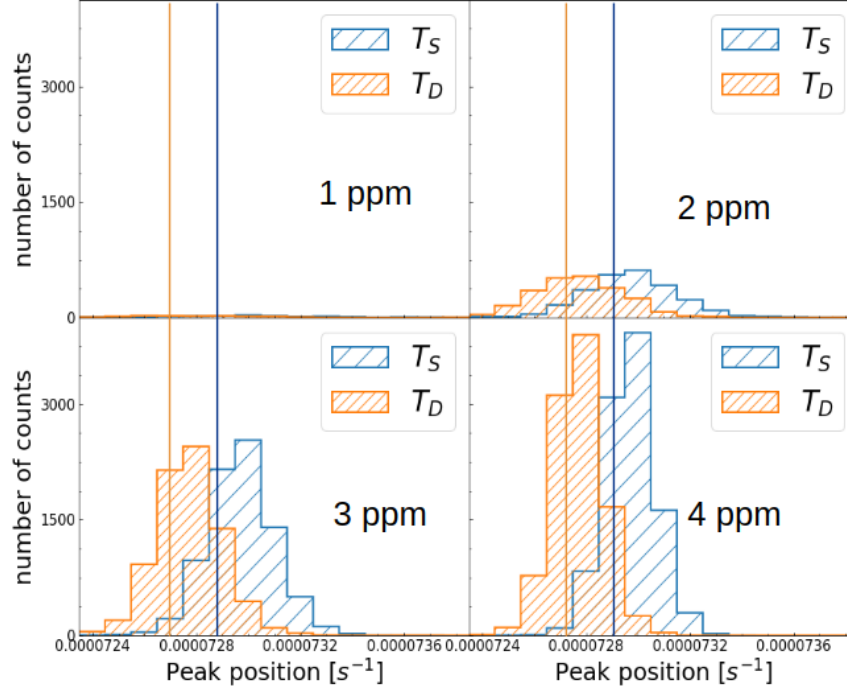 number of counts
3000
1500
0
T_S
T_D
1 ppm
T_S
T_D
2 ppm
number of counts
3000
1500
0
T_S
T_D
3 ppm
T_S
T_D
4 ppm
0.0000724
0.0000728
0.0000732
0.0000736
0.0000724
0.0000728
0.0000732
0.0000736
Peak position [s⁻¹]
Peak position [s⁻¹]